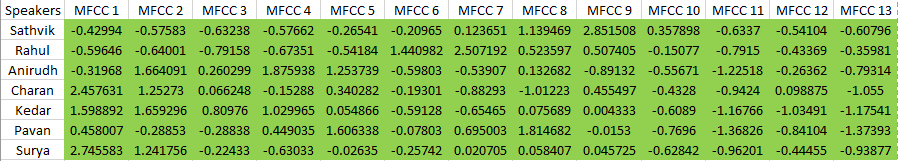 Speakers MFCC 1 MFCC 2 MFCC 3 MFCC 4 MFCC 5 MFCC 6 MFCC 7 MFCC 8 MFCC 9 MFCC 10 MFCC 11 MFCC 12 MFCC 13
Sathvik -0.42994 -0.57583 -0.63238 -0.57662 -0.26541 -0.20965 0.123651 1.139469 2.851508 0.357898 -0.6337 -0.54104 -0.60796
Rahul -0.59646 -0.64001 -0.79158 -0.67351 -0.54184 1.440982 2.507192 0.523597 0.507405 -0.15077 -0.7915 -0.43369 -0.35981
Anirudh -0.31968 1.664091 0.260299 1.875938 1.253739 -0.59803 -0.53907 0.132682 -0.89132 -0.55671 -1.22518 -0.26362 -0.79314
Charan 2.457631 1.25273 0.066248 -0.15288 0.340282 -0.19301 -0.88293 -1.01223 0.455497 -0.4328 -0.9424 0.098875 -1.055
Kedar 1.598892 1.659296 0.80976 1.029965 0.054866 -0.59128 -0.65465 0.075689 0.004333 -0.6089 -1.16766 -1.03491 -1.17541
Pavan 0.458007 -0.28853 -0.28838 0.449035 1.606338 -0.07803 0.695003 1.814682 -0.0153 -0.7696 -1.36826 -0.84104 -1.37393
Surya 2.745583 1.241756 -0.22433 -0.63033 -0.02635 -0.25742 0.020705 0.058407 0.045725 -0.62842 -0.96201 -0.44455 -0.93877